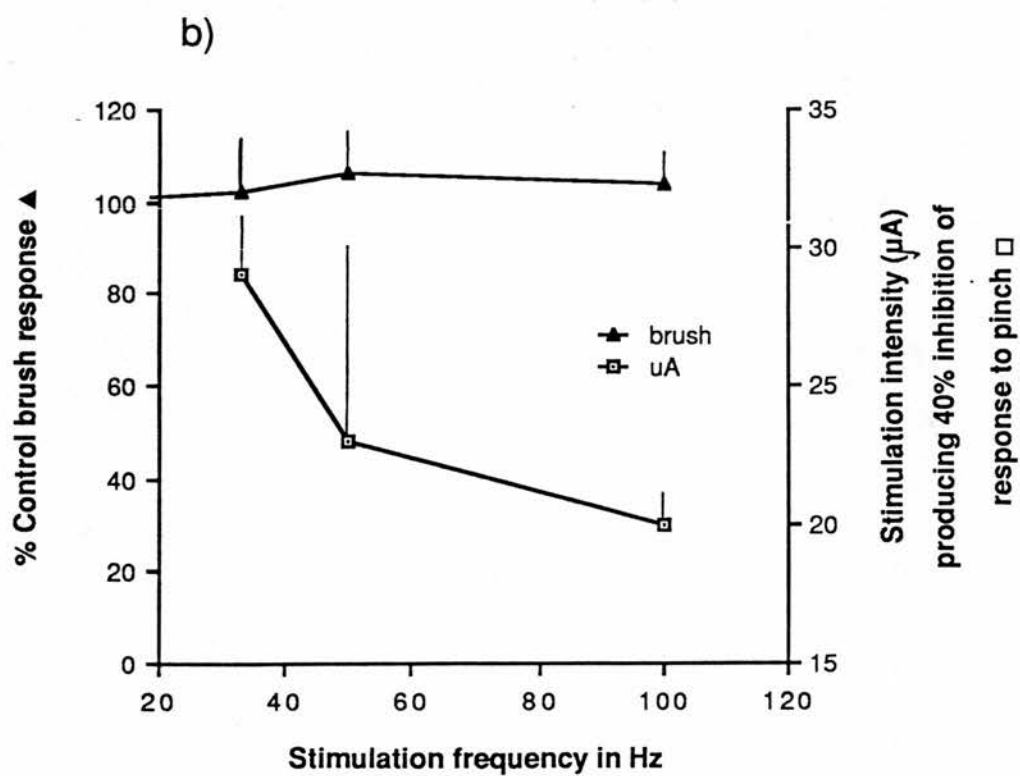 b)
120
100
80
60
40
20
0
% Control brush response ▲
35
30
25
20
15
Stimulation intensity (µA)
producing 40% inhibition of
response to pinch □
brush
uA
20 40 60 80 100 120
Stimulation frequency in Hz